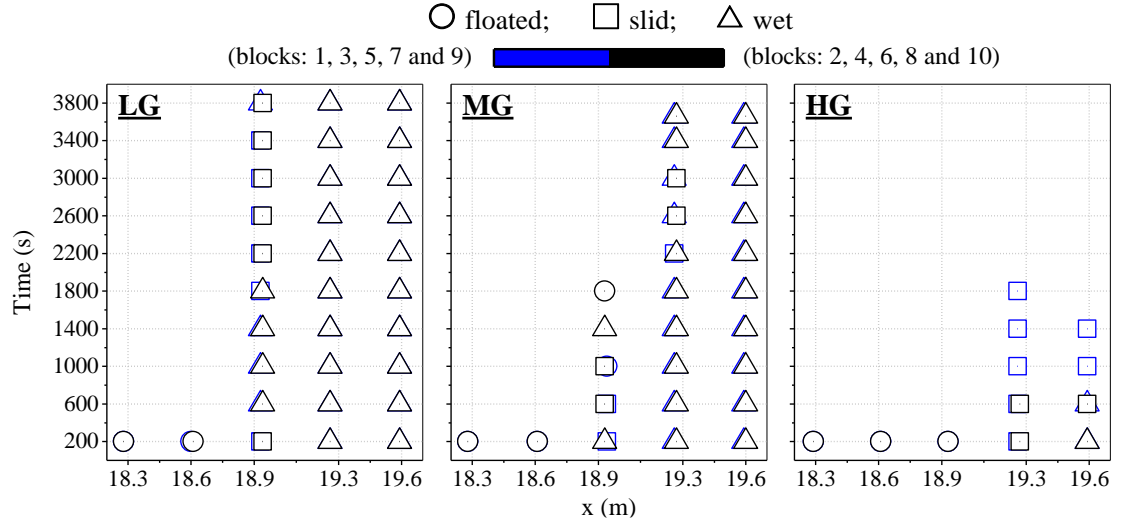 floated; slid; wet
(blocks: 1, 3, 5, 7 and 9) (blocks: 2, 4, 6, 8 and 10)
LG MG HG
3800
3400
3000
2600
2200
1800
1400
1000
600
200
Time (s)
18.3 18.6 18.9 19.3 19.6 18.3 18.6 18.9 19.3 19.6 18.3 18.6 18.9 19.3 19.6
x (m)